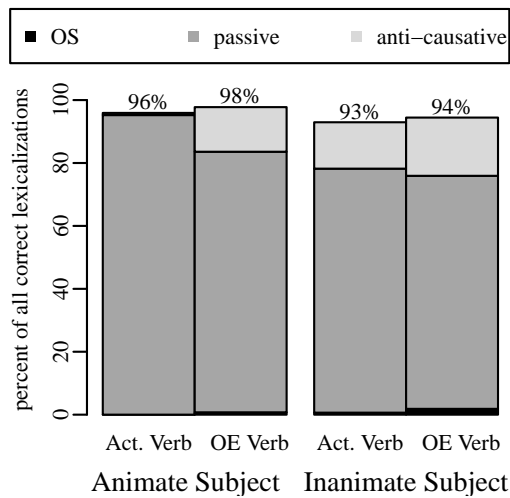 OS passive anti−causative
percent of all correct lexicalizations
100
80
60
40
20
0
96% 98% 93% 94%
Act. Verb OE Verb Act. Verb OE Verb
Animate Subject Inanimate Subject